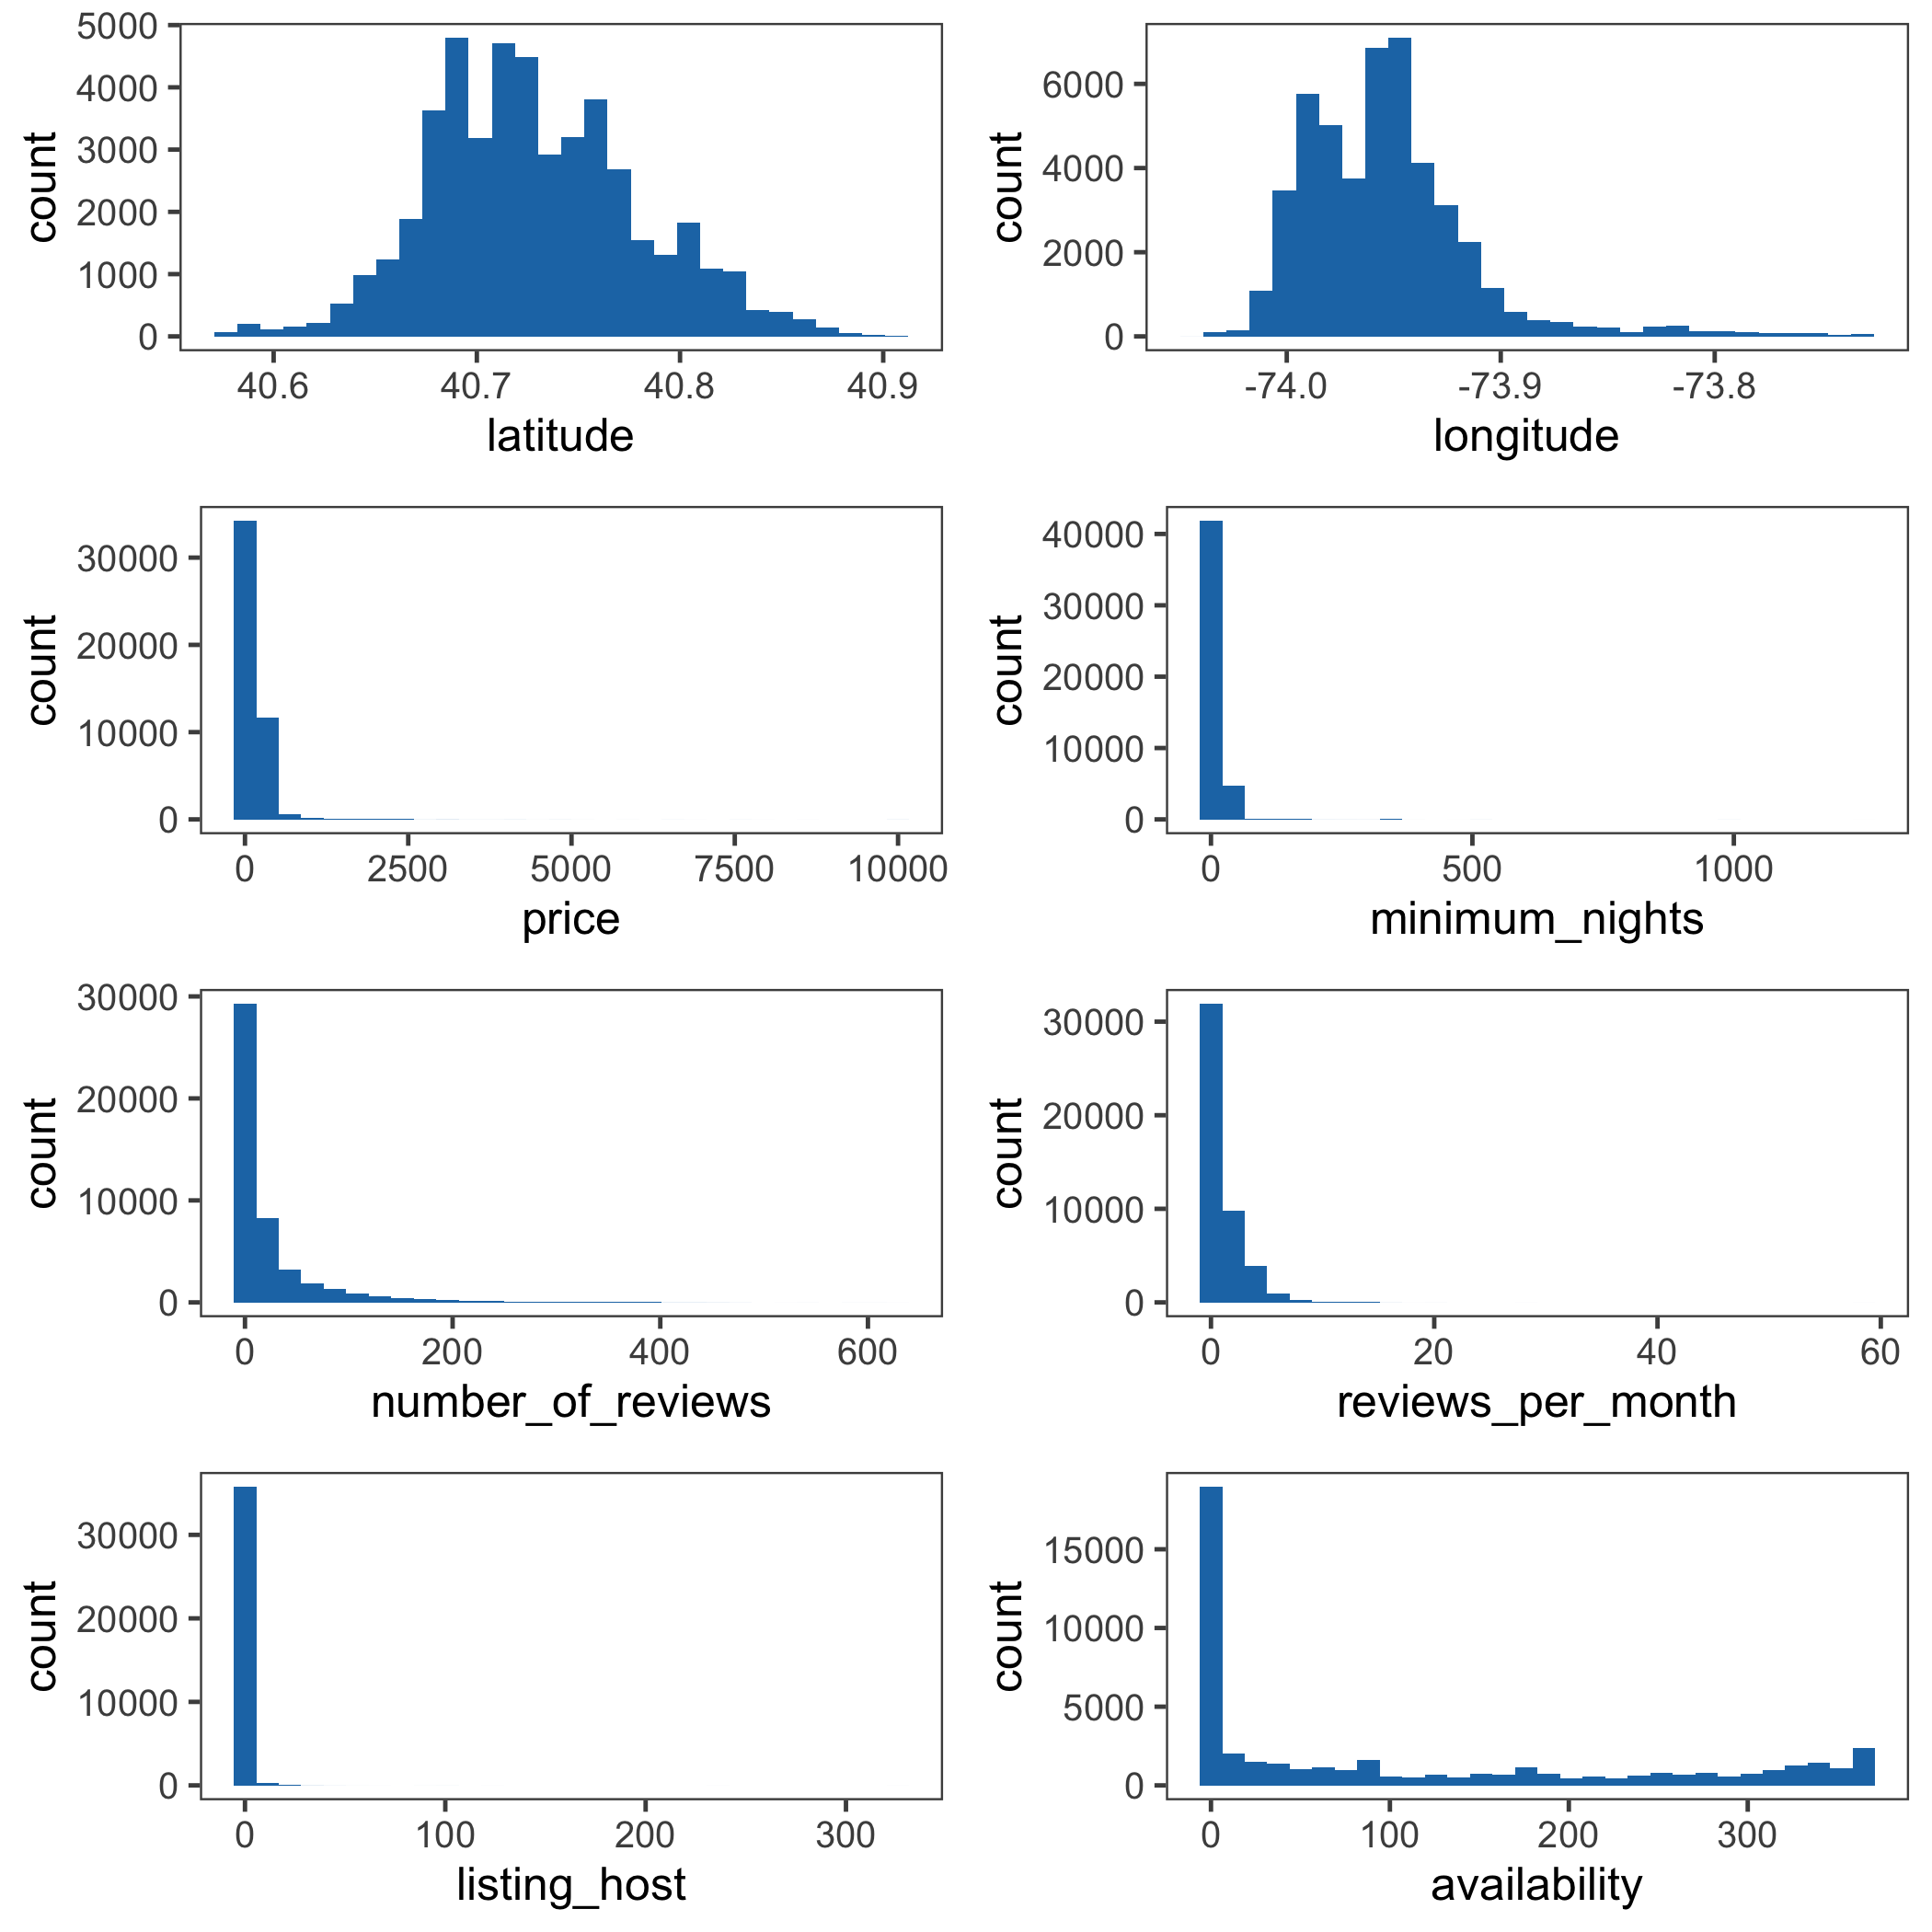 count
5000
4000
3000
2000
1000
0
40.6 40.7 40.8 40.9
latitude
count
6000
4000
2000
0
-74.0 -73.9 -73.8
longitude
count
30000
20000
10000
0
0 2500 5000 7500 10000
price
count
40000
30000
20000
10000
0
0 500 1000
minimum_nights
count
30000
20000
10000
0
0 200 400 600
number_of_reviews
count
30000
20000
10000
0
0 20 40 60
reviews_per_month
count
30000
20000
10000
0
0 100 200 300
listing_host
count
15000
10000
5000
0
0 100 200 300
availability